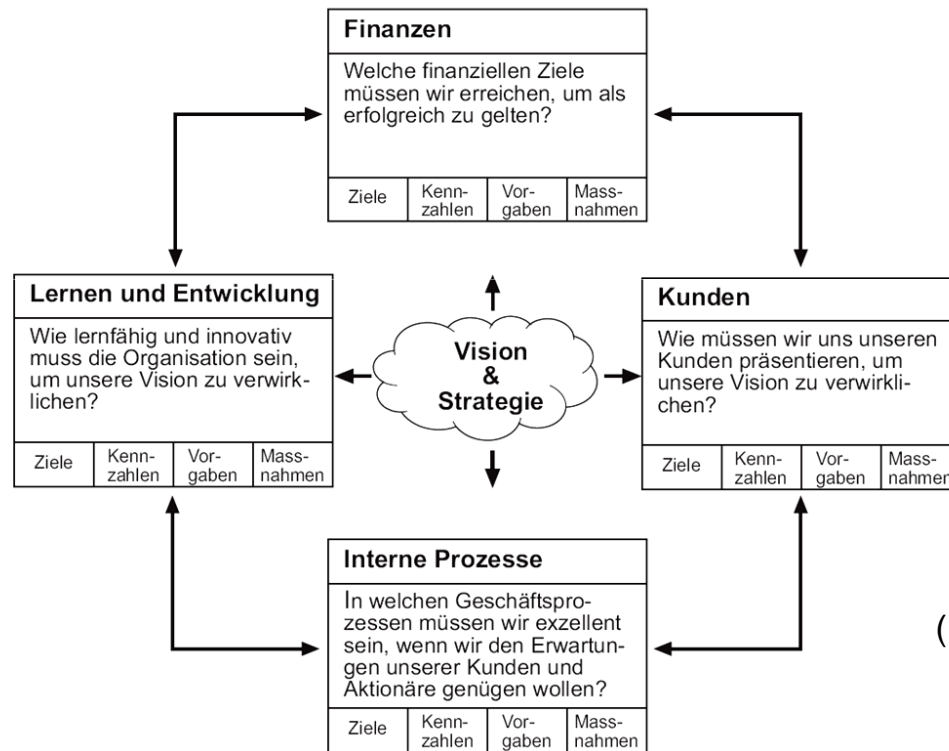 Finanzen
Welche finanziellen Ziele
müssen wir erreichen, um als
erfolgreich zu gelten?
Ziele
Kenn-
zahlen
Vor-
gaben
Mass-
nahmen
Lernen und Entwicklung
Wie lernfähig und innovativ
muss die Organisation sein,
um unsere Vision zu verwirk-
lichen?
Ziele
Kenn-
zahlen
Vor-
gaben
Mass-
nahmen
Vision
&
Strategie
Kunden
Wie müssen wir uns unseren
Kunden präsentieren, um
unsere Vision zu verwirkli-
chen?
Ziele
Kenn-
zahlen
Vor-
gaben
Mass-
nahmen
Interne Prozesse
In welchen Geschäftspro-
zessen müssen wir exzellent
sein, wenn wir den Erwartun-
gen unserer Kunden und
Aktionäre genügen wollen?
Ziele
Kenn-
zahlen
Vor-
gaben
Mass-
nahmen
(